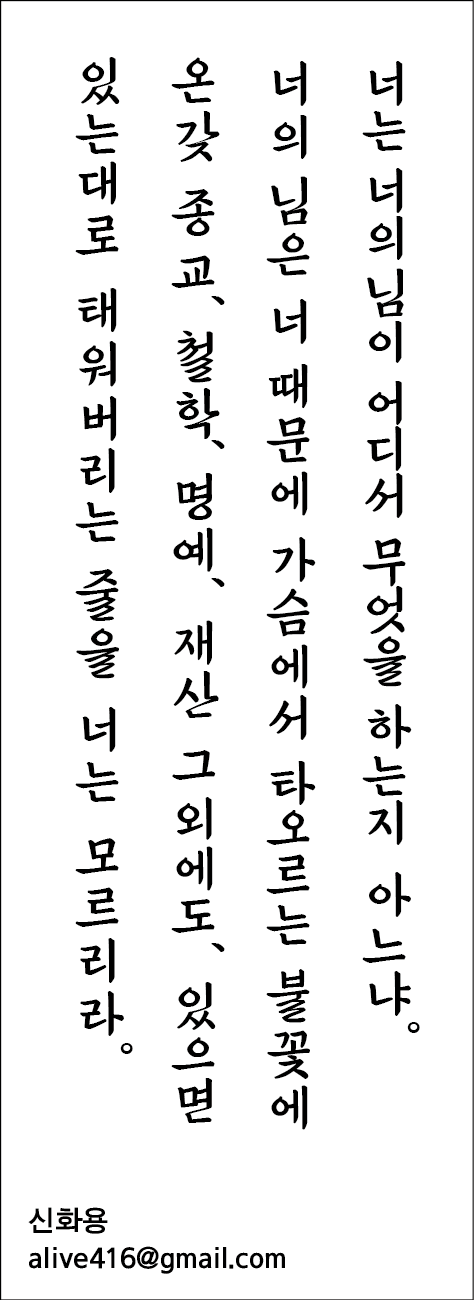 너는 너의 님이 어디서 무엇을 하는지 아느냐。
너의 님은 너 때문에 가슴에서 타오르는 불꽃에
온갖 종교、철학、명예、재산 그외에도、있으면
있는대로 태워버리는 줄을 너는 모르리라。
신화용
alive416@gmail.com